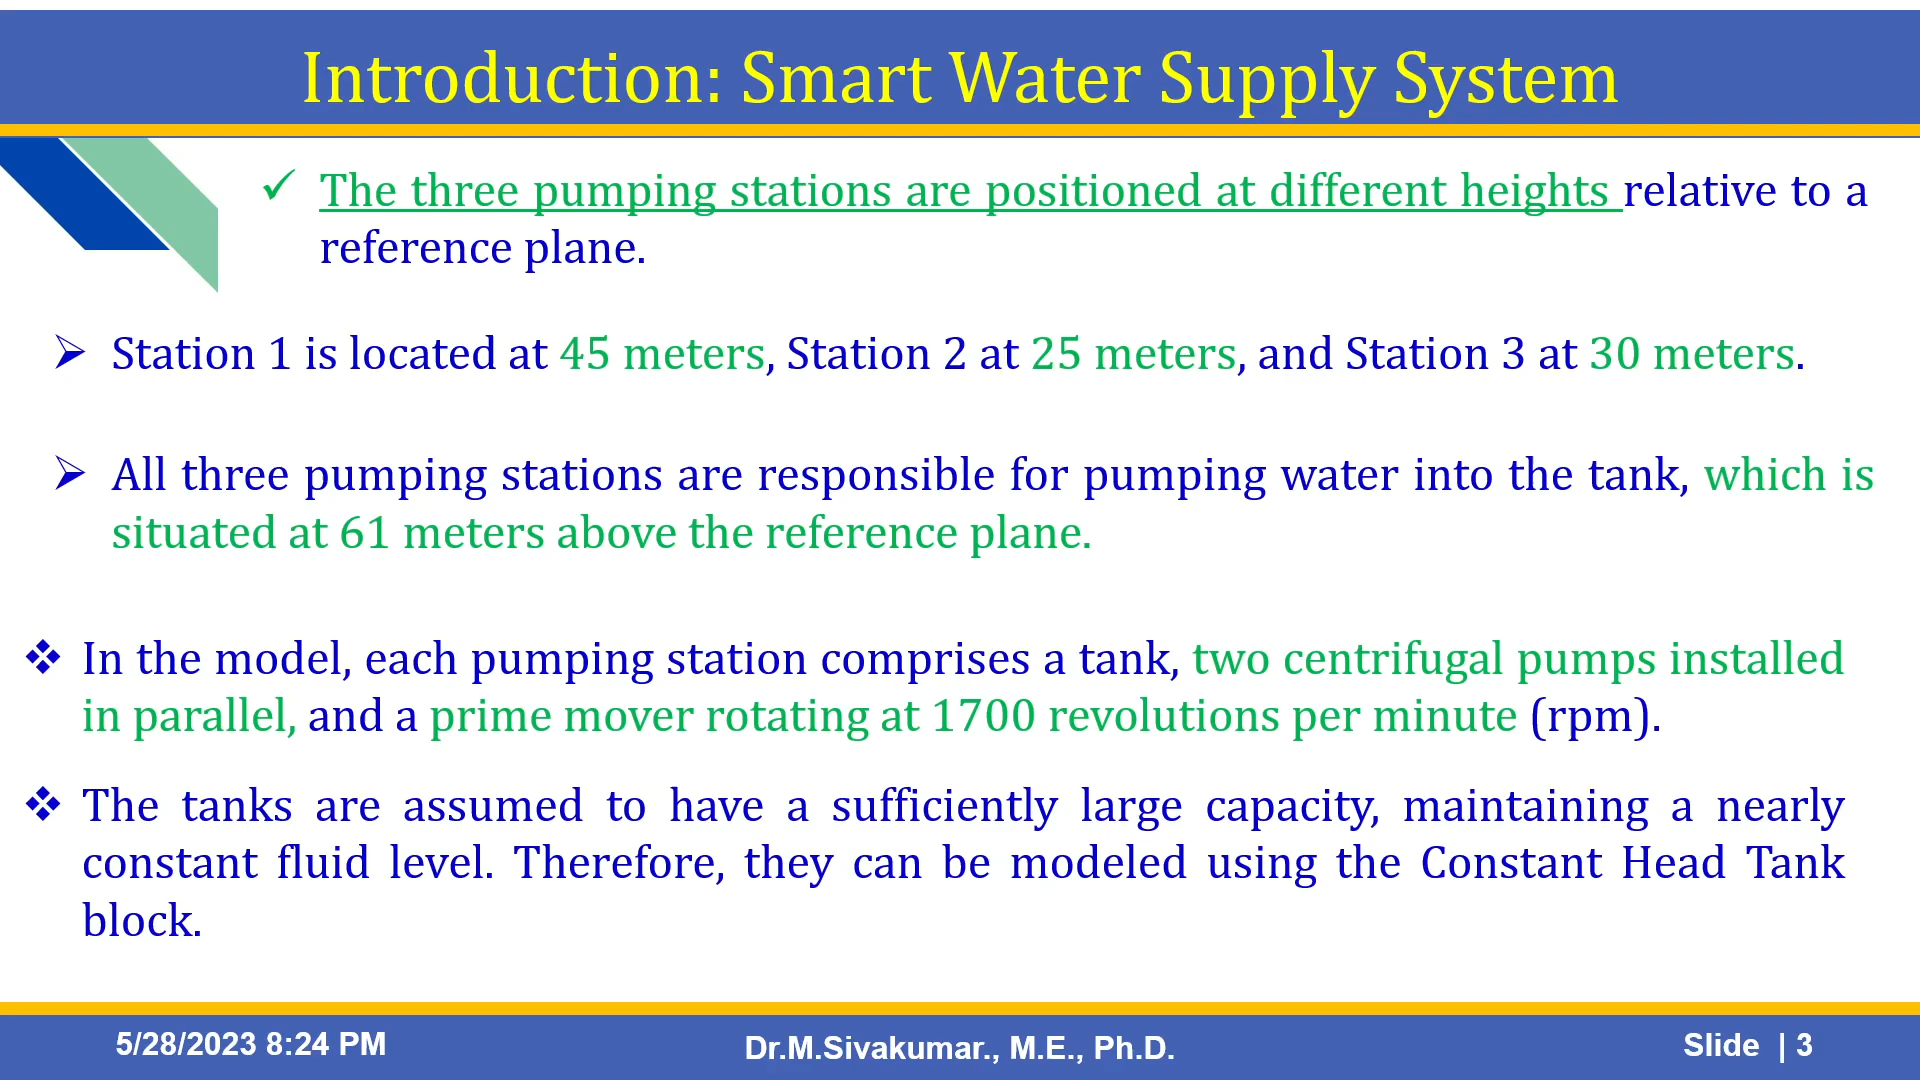 Introduction: Smart Water Supply System
✓ The three pumping stations are positioned at different heights relative to a
reference plane.
➢ Station 1 is located at 45 meters, Station 2 at 25 meters, and Station 3 at 30 meters.
➢ All three pumping stations are responsible for pumping water into the tank, which is
situated at 61 meters above the reference plane.
❖ In the model, each pumping station comprises a tank, two centrifugal pumps installed
in parallel, and a prime mover rotating at 1700 revolutions per minute (rpm).
❖ The tanks are assumed to have a sufficiently large capacity, maintaining a nearly
constant fluid level. Therefore, they can be modeled using the Constant Head Tank
block.
5/28/2023 8:24 PM
Dr.M.Sivakumar., M.E., Ph.D.
Slide | 3